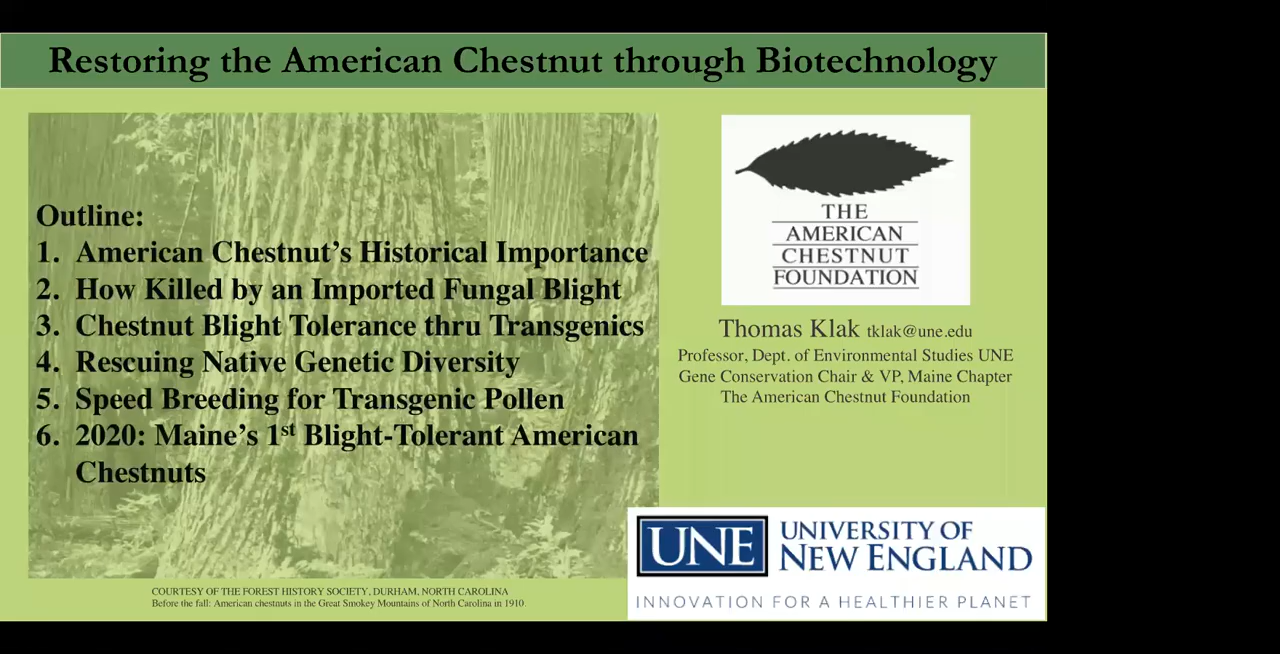 Restoring the American Chestnut through Biotechnology
Outline:
1. American Chestnut's Historical Importance
2. How Killed by an Imported Fungal Blight
3. Chestnut Blight Tolerance thru Transgenics
4. Rescuing Native Genetic Diversity
5. Speed Breeding for Transgenic Pollen
6. 2020: Maine's 1st Blight-Tolerant American
Chestnuts
COURTESY OF THE FOREST HISTORY SOCIETY, DURHAM, NORTH CAROLINA
Before the fall: American chestnuts in the Great Smokey Mountains of North Carolina in 1910.
THE
AMERICAN
CHESTNUT
FOUNDATION
Thomas Klak tklak@une.edu
Professor, Dept. of Environmental Studies UNE
Gene Conservation Chair & VP, Maine Chapter
The American Chestnut Foundation
UNE
UNIVERSITY OF
NEW ENGLAND
INNOVATION FOR A HEALTHIER PLANET